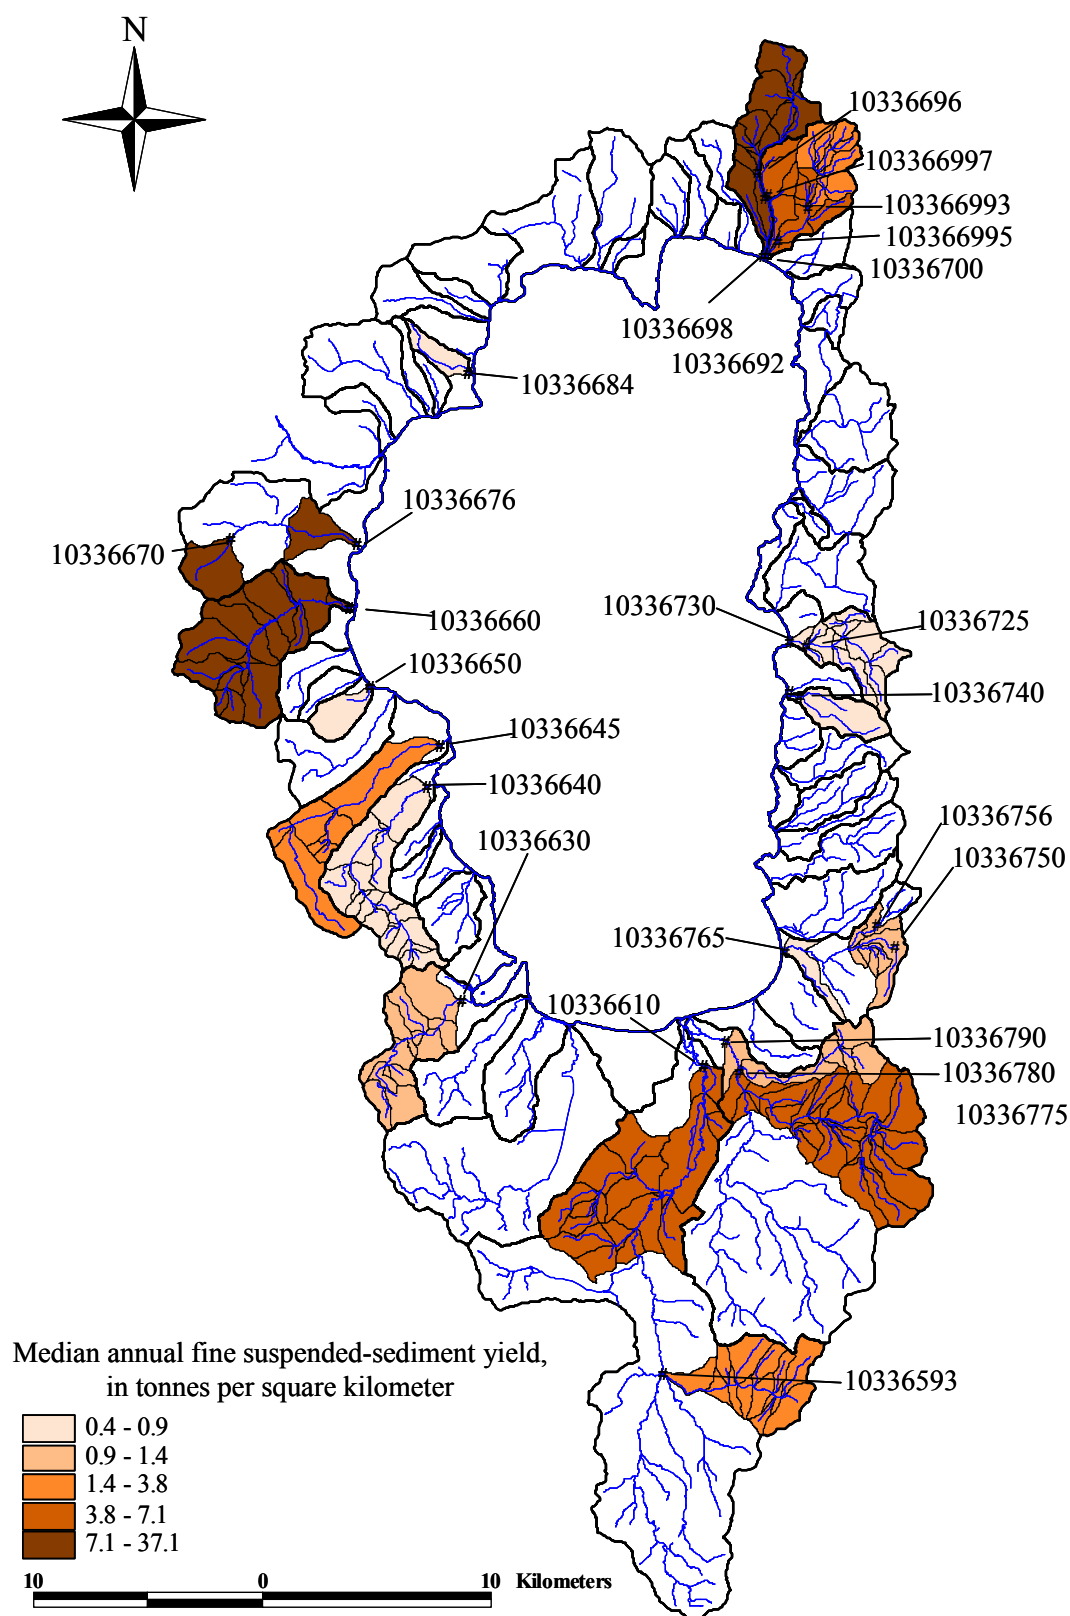 N
10336696
103366997
103366993
103366995
10336700
10336698
10336692
10336684
10336676
10336670
10336660
10336650
10336645
10336640
10336630
10336730
10336725
10336740
10336756
10336750
10336765
10336610
10336790
10336780
10336775
10336593
Median annual fine suspended-sediment yield,
in tonnes per square kilometer
0.4 - 0.9
0.9 - 1.4
1.4 - 3.8
3.8 - 7.1
7.1 - 37.1
10 0 10 Kilometers